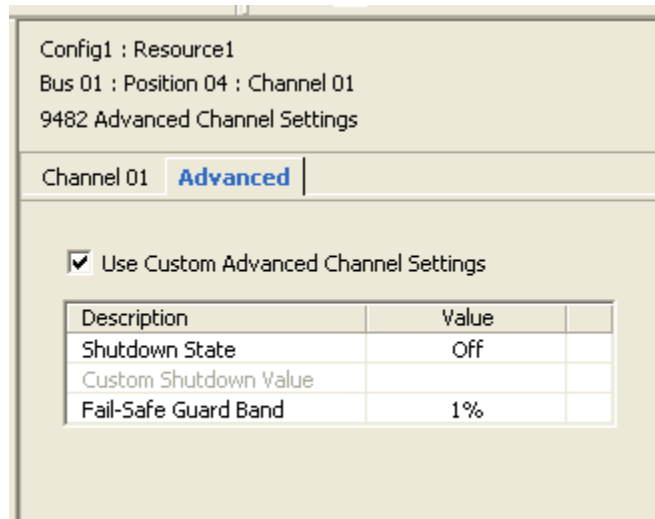 Config1 : Resource1
Bus 01 : Position 04 : Channel 01
9482 Advanced Channel Settings
Channel 01 Advanced
Use Custom Advanced Channel Settings
Description Value
Shutdown State Off
Custom Shutdown Value
Fail-Safe Guard Band 1%